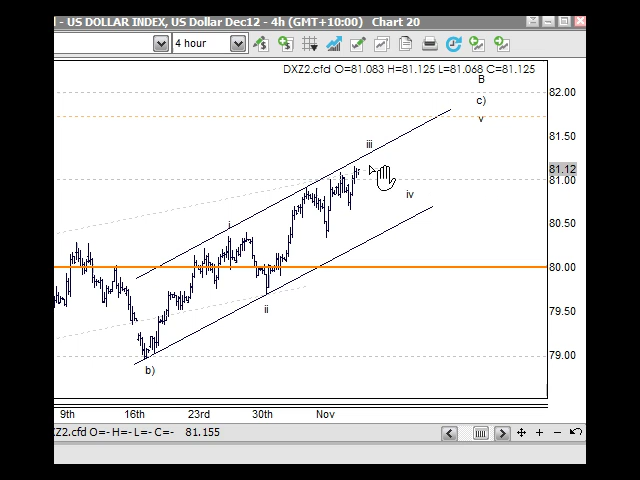 - US DOLLAR INDEX, US Dollar Dec12 - 4h (GMT+10:00) Chart 20
4 hour
DXZ2.cfd O=81.083 H=81.125 L=81.068 C=81.125
B
82.00
c)
v
81.50
iii
81.12
81.00
iv
i
80.50
80.00
ii
79.50
79.00
b)
9th 16th 23rd 30th Nov
XZ2.cfd O=- H=- L=- C=- 81.155